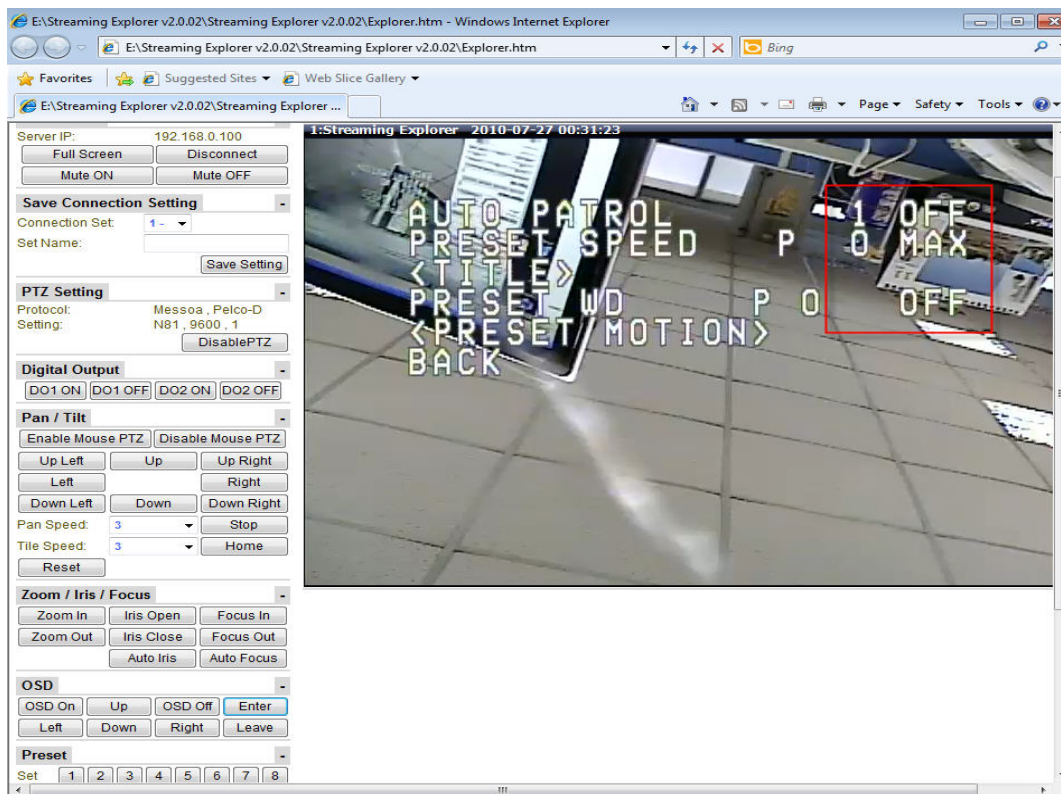 E:\Streaming Explorer v2.0.02\Streaming Explorer v2.0.02\Explorer.htm - Windows Internet Explorer
E:\Streaming Explorer v2.0.02\Streaming Explorer v2.0.02\Explorer.htm
Bing
Favorites Suggested Sites Web Slice Gallery
E:\Streaming Explorer v2.0.02\Streaming Explorer ...
Page Safety Tools
Server IP: 192.168.0.100
Full Screen Disconnect
Mute ON Mute OFF
Save Connection Setting -
Connection Set: 1 -
Set Name:
Save Setting
PTZ Setting -
Protocol: Messoa , Pelco-D
Setting: N81 , 9600 , 1
DisablePTZ
Digital Output -
DO1 ON DO1 OFF DO2 ON DO2 OFF
Pan / Tilt -
Enable Mouse PTZ Disable Mouse PTZ
Up Left Up Up Right
Left Right
Down Left Down Down Right
Pan Speed: 3 Stop
Tile Speed: 3 Home
Reset
Zoom / Iris / Focus -
Zoom In Iris Open Focus In
Zoom Out Iris Close Focus Out
Auto Iris Auto Focus
OSD -
OSD On Up OSD Off Enter
Left Down Right Leave
Preset -
Set 1 2 3 4 5 6 7 8
1:Streaming Explorer 2010-07-27 00:31:23
AUTO PATROL 1 OFF
PRESET SPEED P 0 MAX
<TITLE>
PRESET WD P 0 OFF
<PRESET MOTION>
BACK